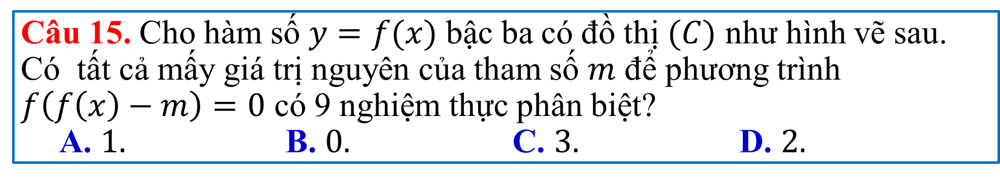 Câu 15. Cho hàm số y = f(x) bậc ba có đồ thị (C) như hình vẽ sau.
Có tất cả mấy giá trị nguyên của tham số m để phương trình
f(f(x) − m) = 0 có 9 nghiệm thực phân biệt?
A. 1. B. 0. C. 3. D. 2.